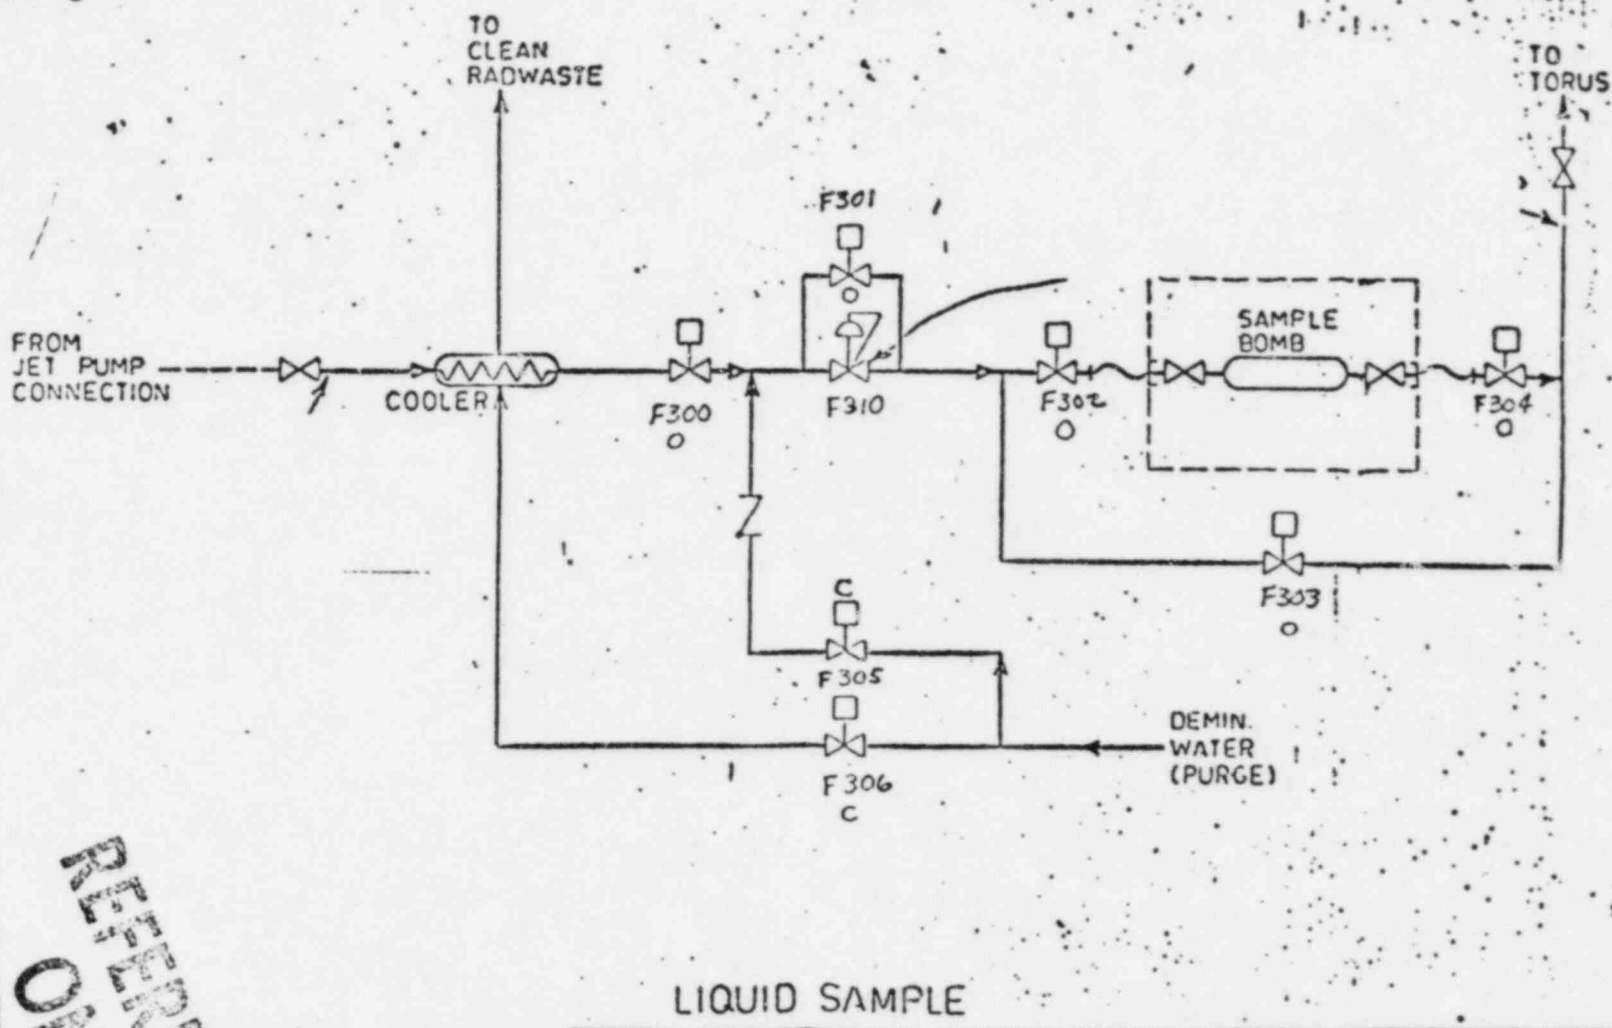 TO
CLEAN
RADWASTE
TO
TORUS
F301
O
FROM
JET PUMP
CONNECTION
COOLER
F300
O
F310
F302
O
SAMPLE
BOMB
F304
O
F303
O
C
F305
F306
C
DEMIN.
WATER
(PURGE)
LIQUID SAMPLE